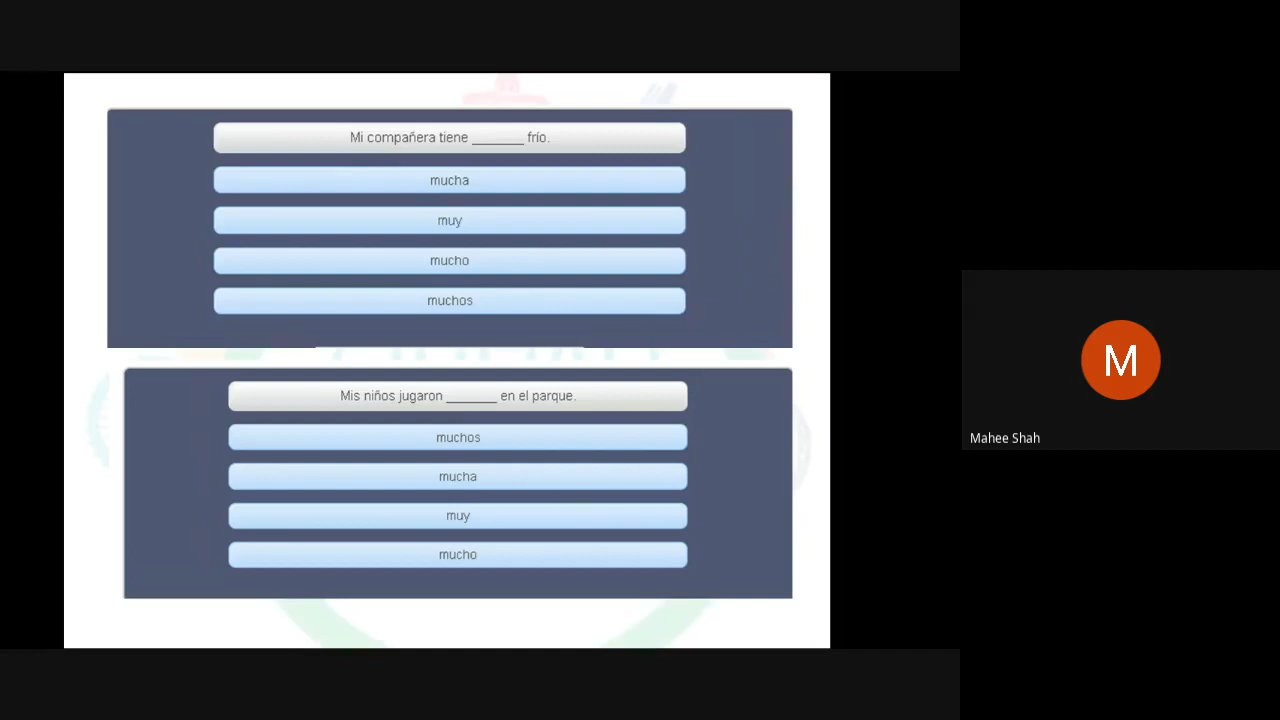 Mi compañera tiene _______ frío.
mucha
muy
mucho
muchos
Mis niños jugaron _______ en el parque.
muchos
mucha
muy
mucho
M
Mahee Shah